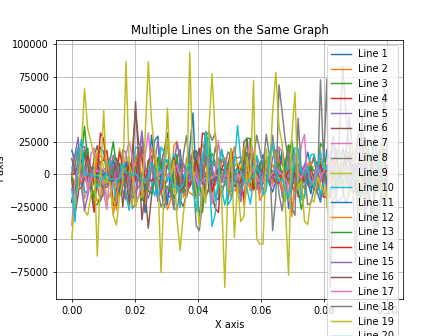 Multiple Lines on the Same Graph
100000
75000
50000
25000
0
−25000
−50000
−75000
0.00
0.02
0.04
0.06
X axis
axis
Line 1
Line 2
Line 3
Line 4
Line 5
Line 6
Line 7
Line 8
Line 9
Line 10
Line 11
Line 12
Line 13
Line 14
Line 15
Line 16
Line 17
Line 18
Line 19